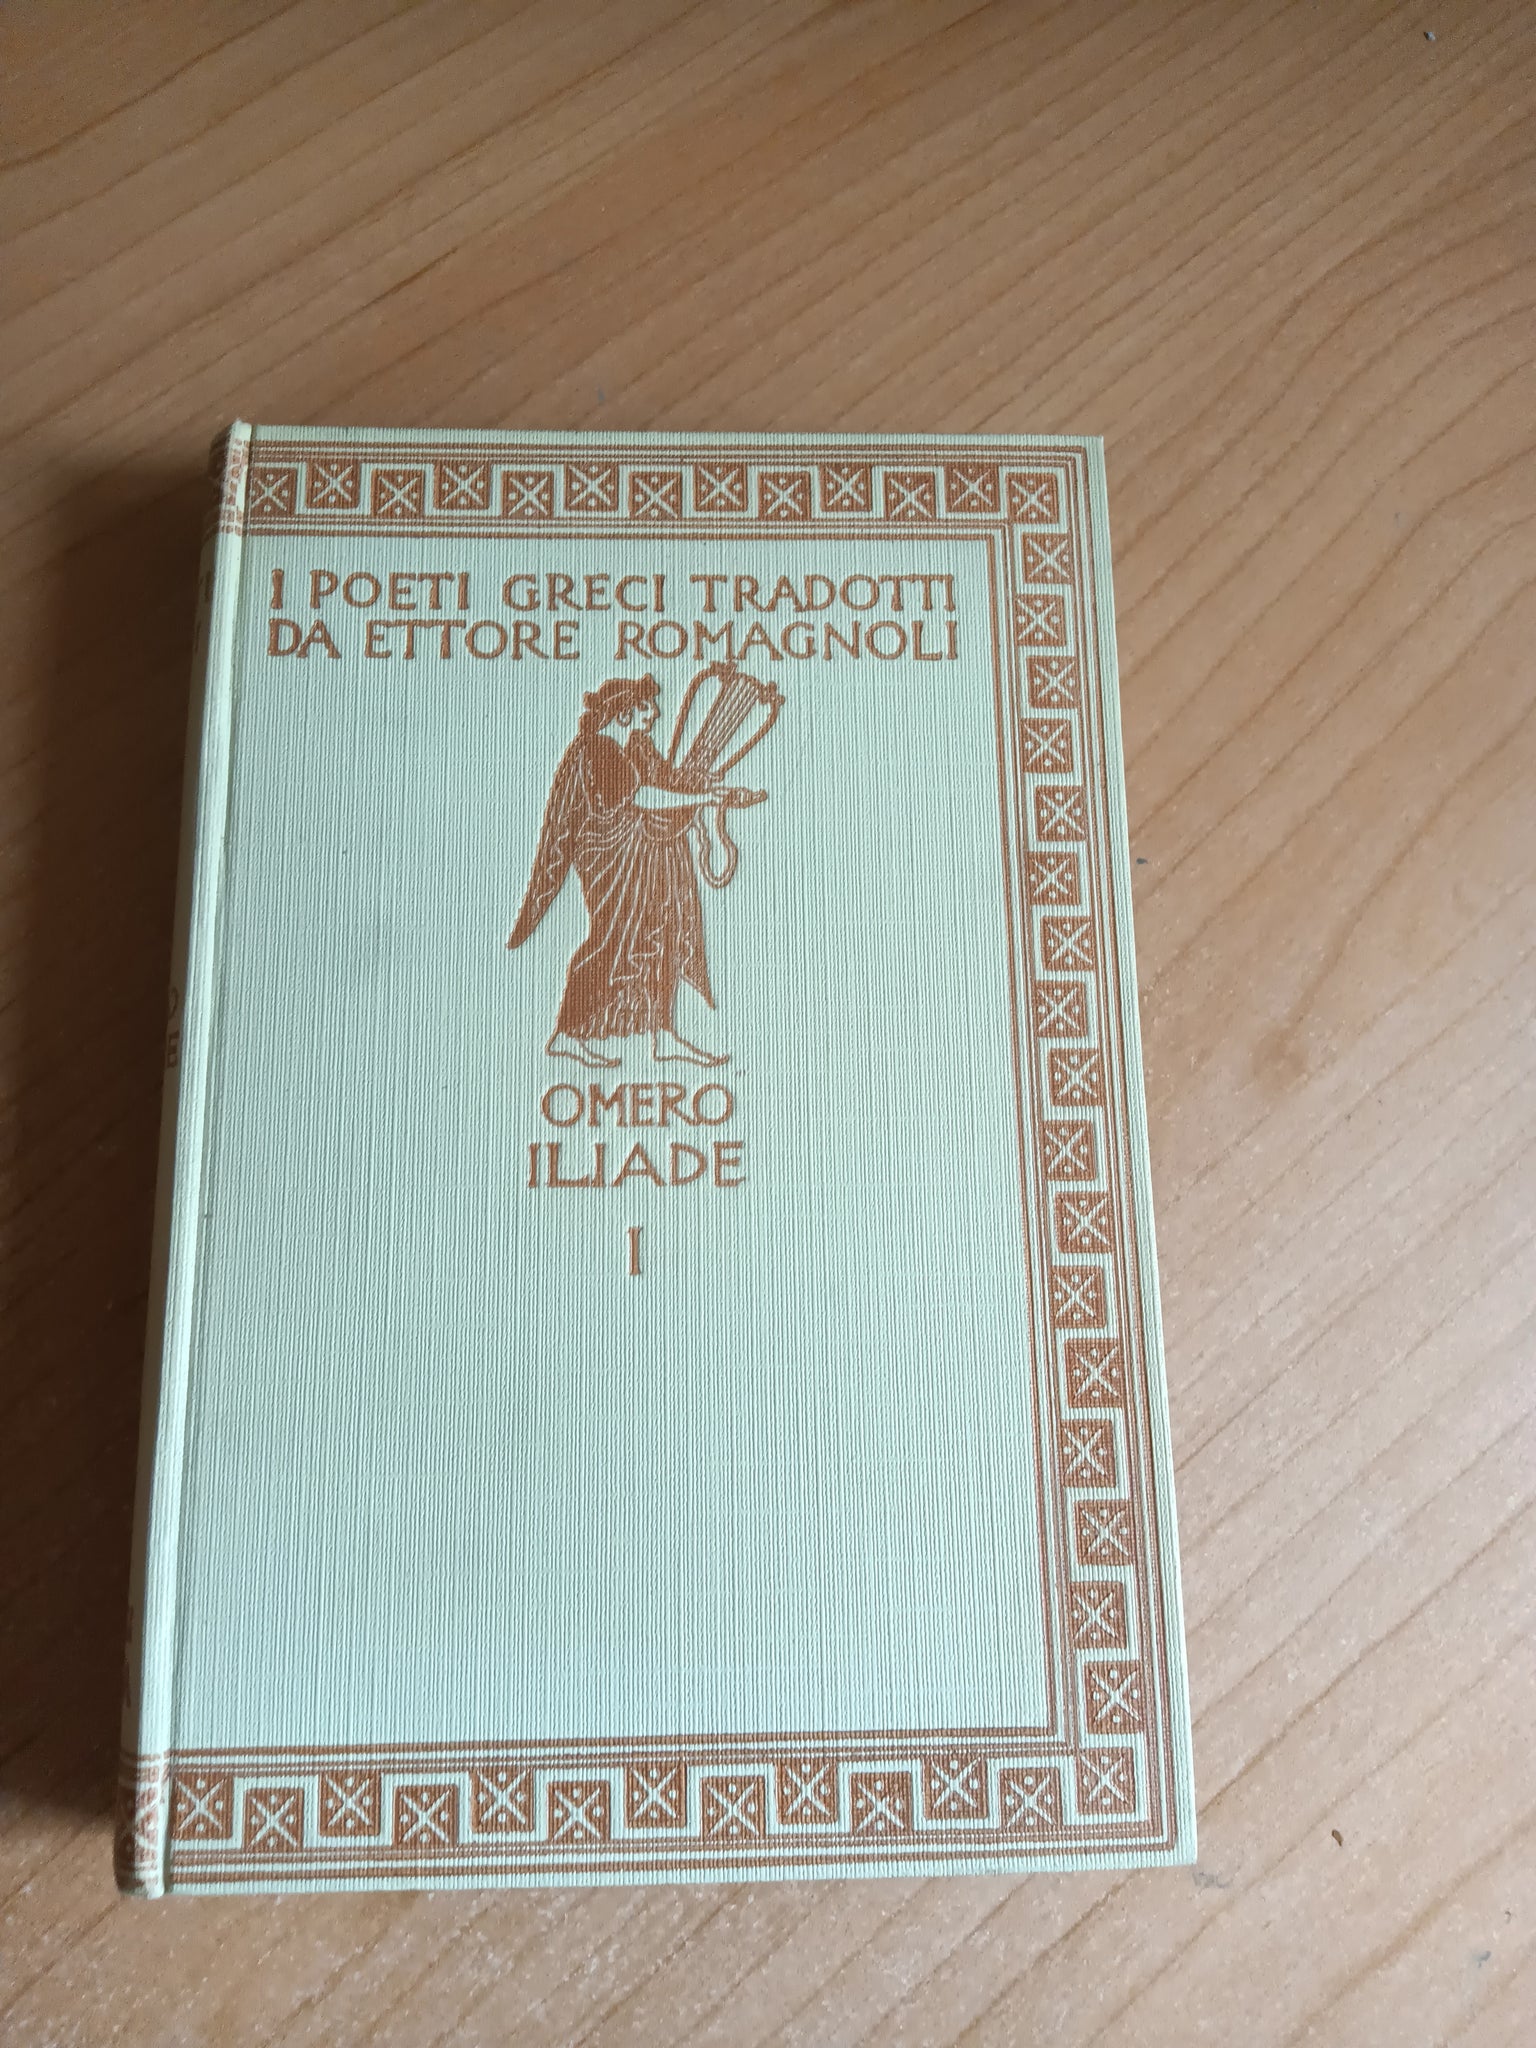 I POETI GRECI TRADOTTI
DA ETTORE ROMAGNOLI
OMERO
ILIADE
I